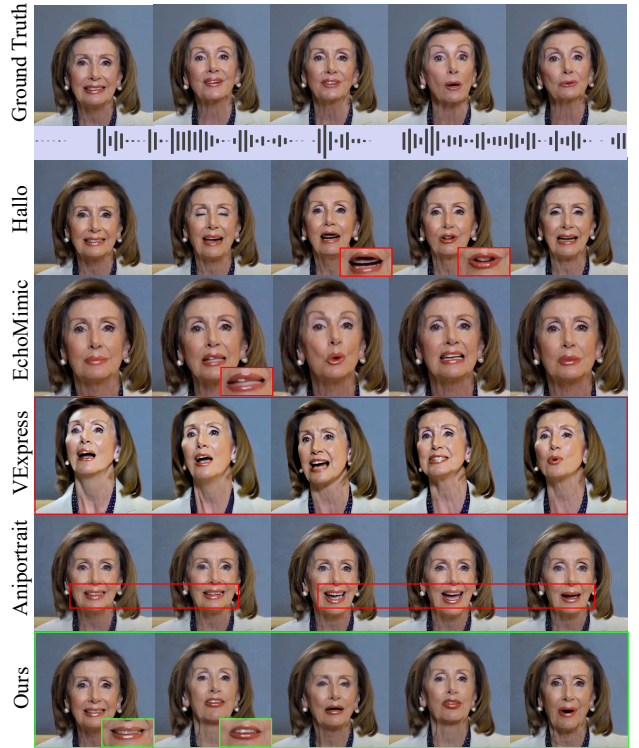 Ground Truth
Hallo
EchoMimic
VExpress
Aniportrait
Ours